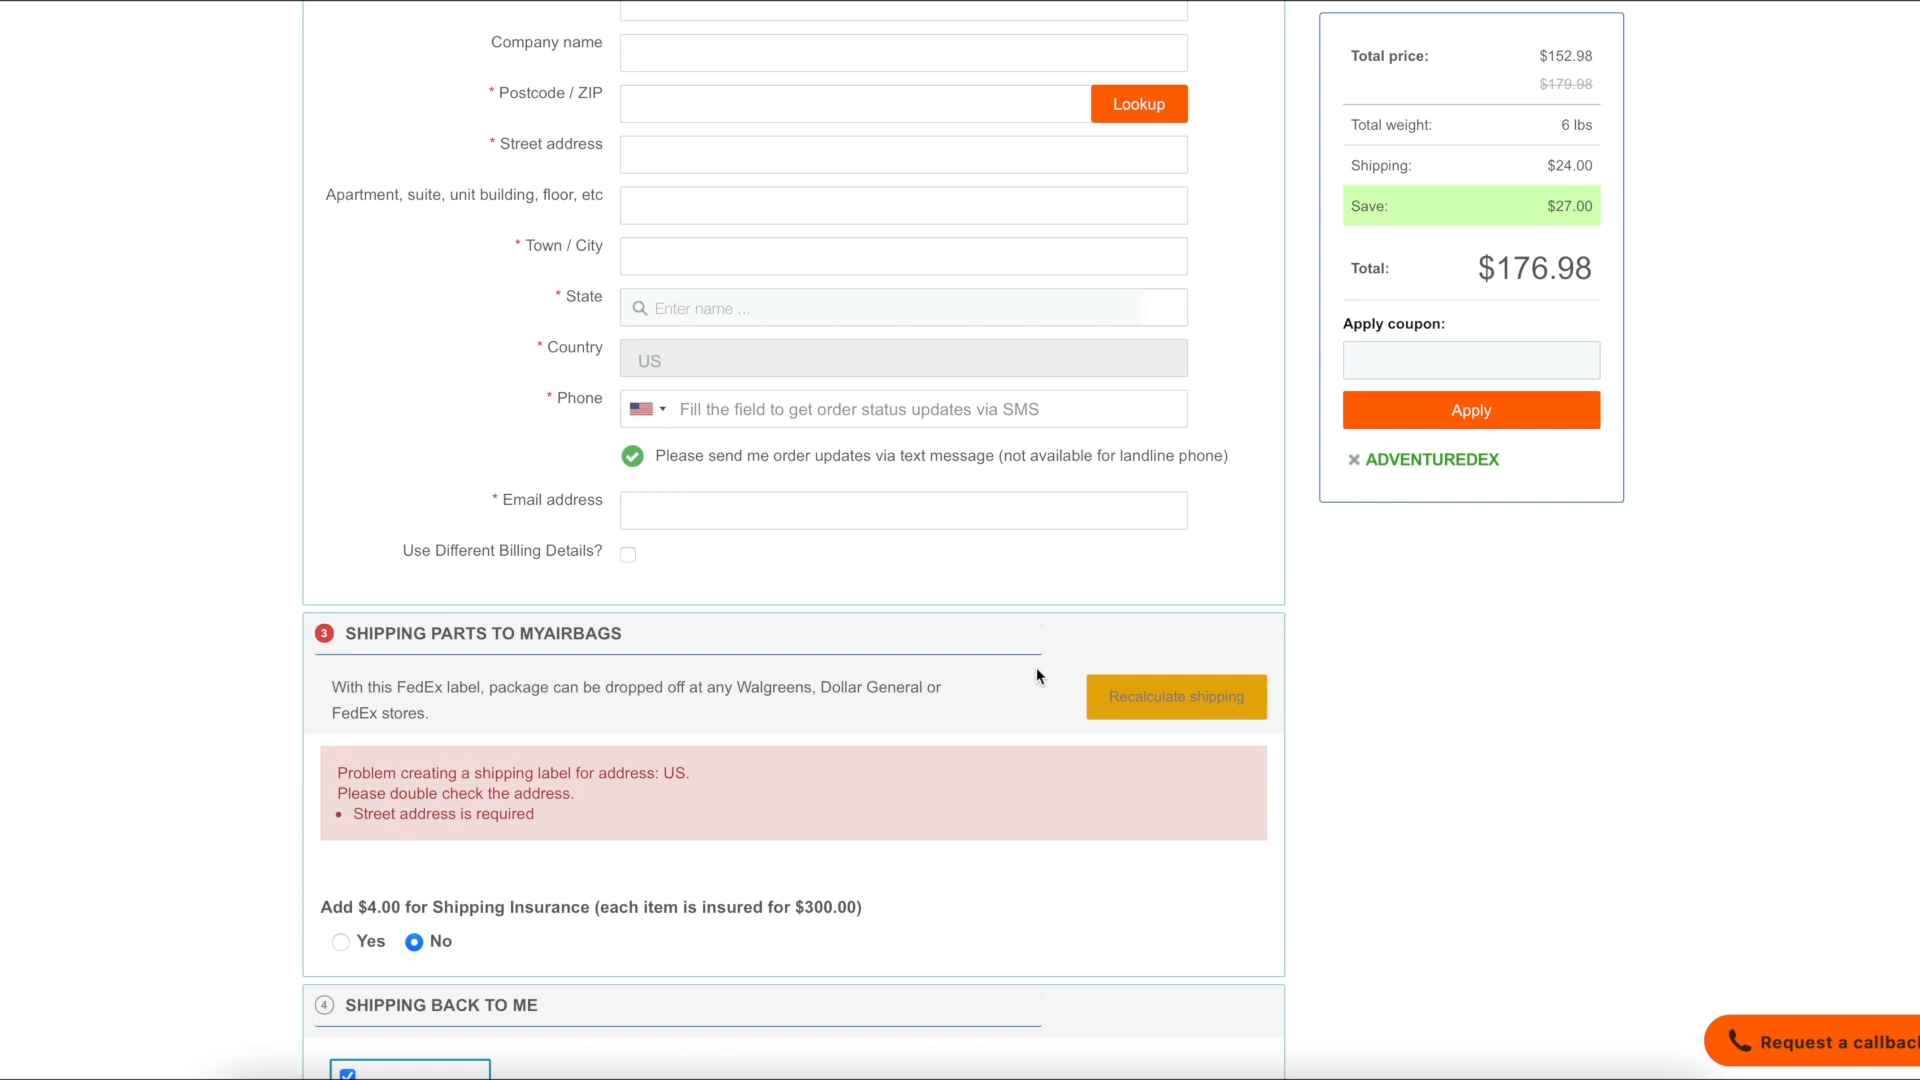 Company name
* Postcode / ZIP
Lookup
* Street address
Apartment, suite, unit building, floor, etc
* Town / City
* State
Enter name ...
* Country
US
* Phone
Fill the field to get order status updates via SMS
Please send me order updates via text message (not available for landline phone)
* Email address
Use Different Billing Details?
3 SHIPPING PARTS TO MYAIRBAGS
With this FedEx label, package can be dropped off at any Walgreens, Dollar General or
FedEx stores.
Recalculate shipping
Problem creating a shipping label for address: US.
Please double check the address.
• Street address is required
Add $4.00 for Shipping Insurance (each item is insured for $300.00)
Yes No
4 SHIPPING BACK TO ME
Total price: $152.98
$179.98
Total weight: 6 lbs
Shipping: $24.00
Save: $27.00
Total: $176.98
Apply coupon:
Apply
× ADVENTUREDEX
Request a callbac